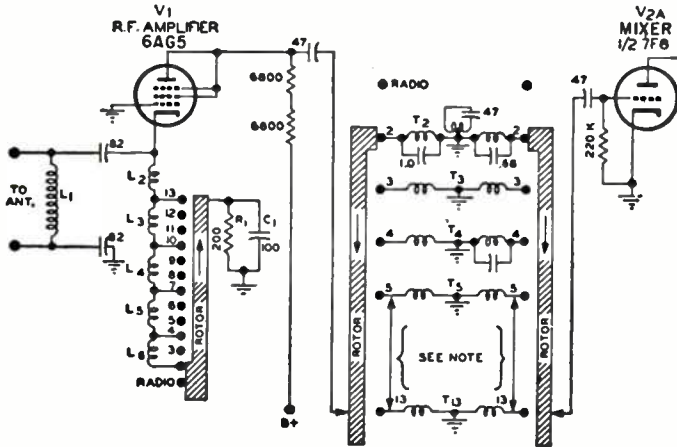 V1
R.F. AMPLIFIER
6AG5
V2A
MIXER
1/2 7F8
47
6800
6800
RADIO
47
220 K
T2
47
2
2
1.0
.68
82
TO
ANT.
L1
82
L2
13
L3
12
11
10
L4
9
8
7
L5
6
5
4
L6
3
RADIO
ROTOR
R1
200
C1
100
3
T3
3
4
T4
4
5
T5
5
ROTOR
ROTOR
SEE NOTE
13
T13
13
B+